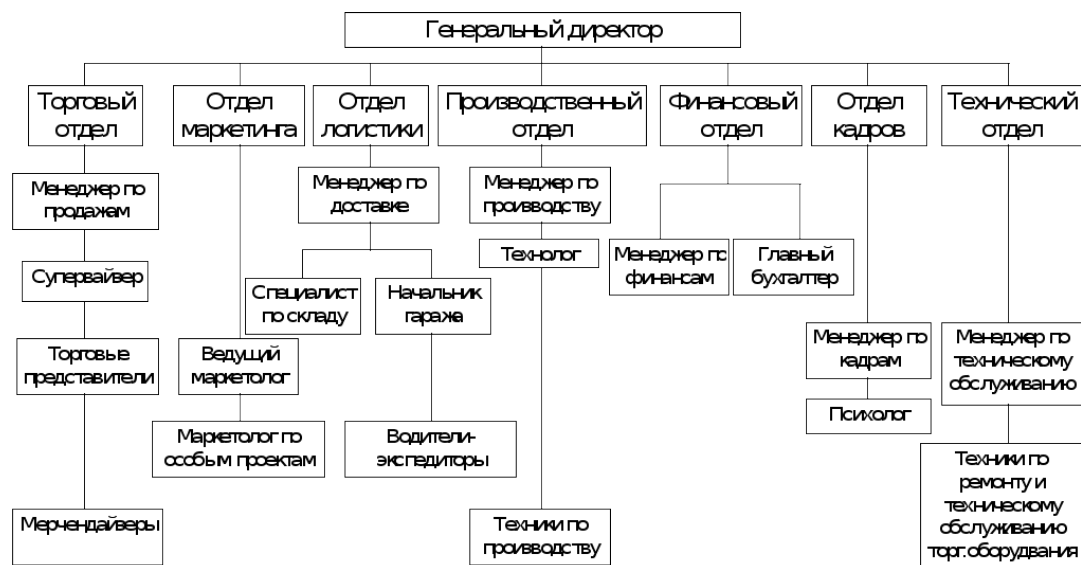 Генеральный директор
Торговый
отдел
Отдел
маркетинга
Отдел
логистики
Производственный
отдел
Финансовый
отдел
Отдел
кадров
Технический
отдел
Менеджер по
продажам
Супервайвер
Торговые
представители
Мерчендайверы
Ведущий
маркетолог
Маркетолог по
особым проектам
Менеджер по
доставке
Специалист
по складу
Начальник
гаража
Водители-
экспедиторы
Менеджер по
производству
Технолог
Техники по
производству
Менеджер по
финансам
Главный
бухгалтер
Менеджер по
кадрам
Психолог
Менеджер по
техническому
обслуживанию
Техники по
ремонту и
техническому
обслуживанию
торг.оборудвания